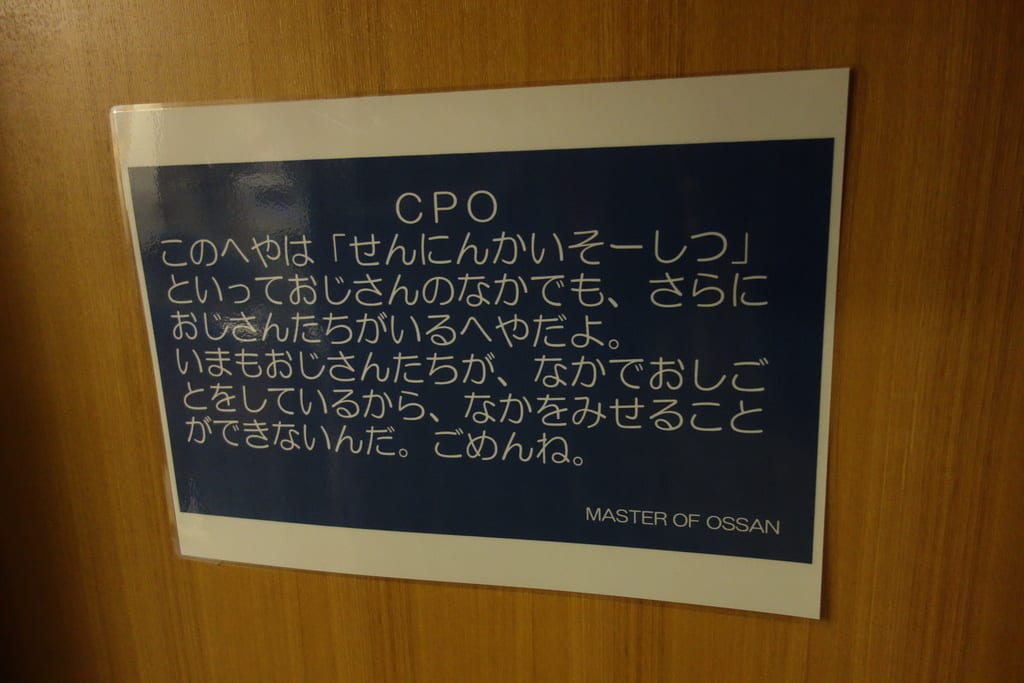 CPO
このへやは「せんにんかいそーしつ」
といっておじさんのなかでも、さらに
おじさんたちがいるへやだよ。
いまもおじさんたちが、なかでおしご
とをしているから、なかをみせること
ができないんだ。ごめんね。
MASTER OF OSSAN